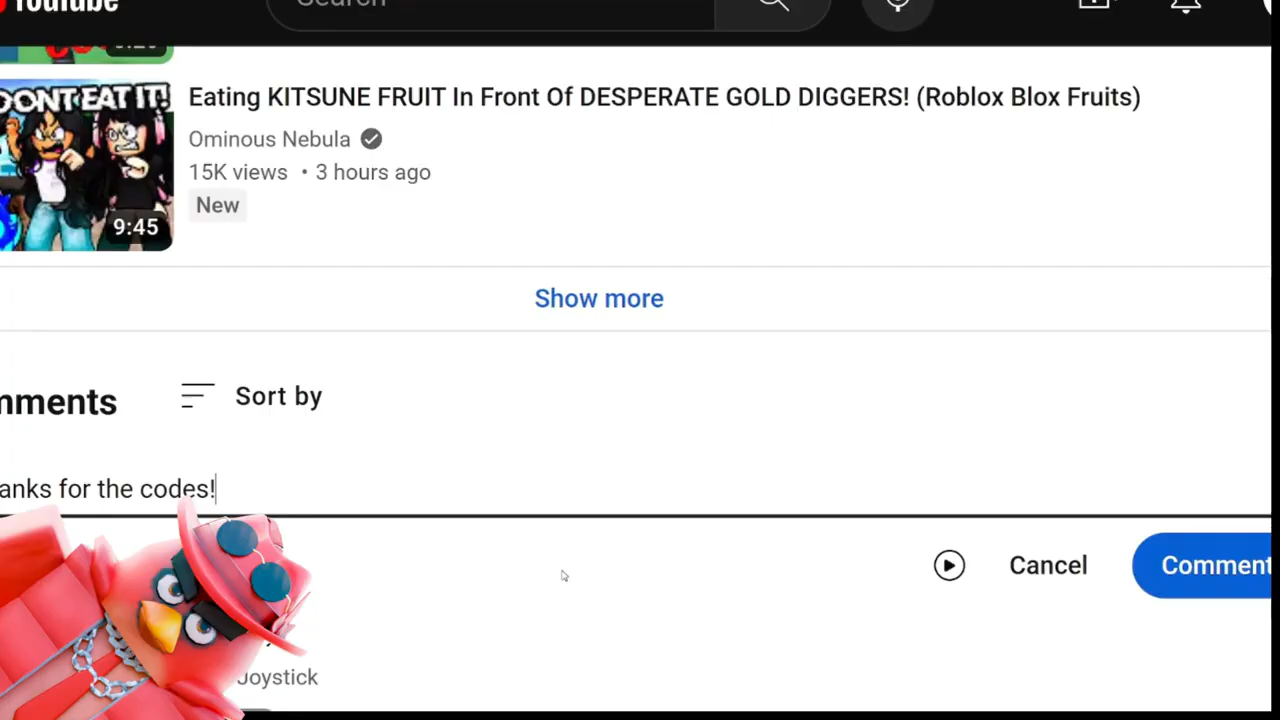 YouTube
Search
DONT EAT IT!
9:45
Eating KITSUNE FRUIT In Front Of DESPERATE GOLD DIGGERS! (Roblox Blox Fruits)
Ominous Nebula
15K views • 3 hours ago
New
Show more
mments
Sort by
anks for the codes!
Cancel
Comment
Joystick